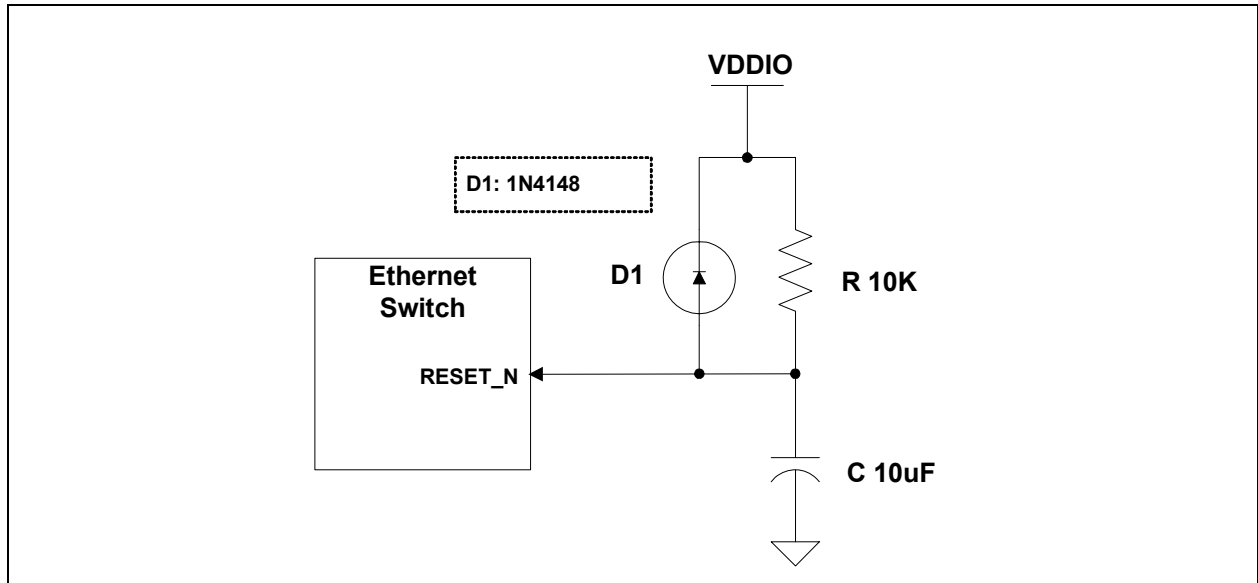 VDDIO
D1: 1N4148
Ethernet
Switch
D1
R 10K
RESET_N
C 10uF